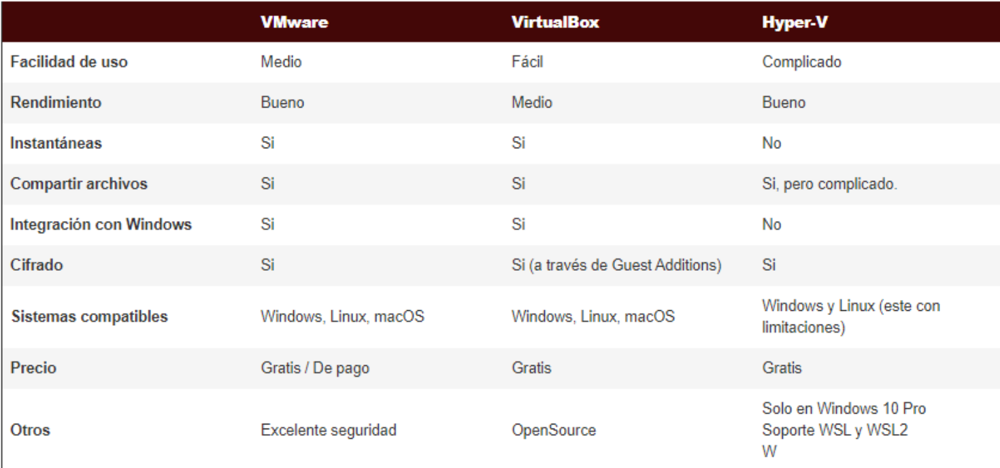 VMware VirtualBox Hyper-V
Facilidad de uso Medio Fácil Complicado
Rendimiento Bueno Medio Bueno
Instantáneas Si Si No
Compartir archivos Si Si Si, pero complicado.
Integración con Windows Si Si No
Cifrado Si Si (a través de Guest Additions) Si
Sistemas compatibles Windows, Linux, macOS Windows, Linux, macOS Windows y Linux (este con
limitaciones)
Precio Gratis / De pago Gratis Gratis
Otros Excelente seguridad OpenSource Solo en Windows 10 Pro
Soporte WSL y WSL2
W